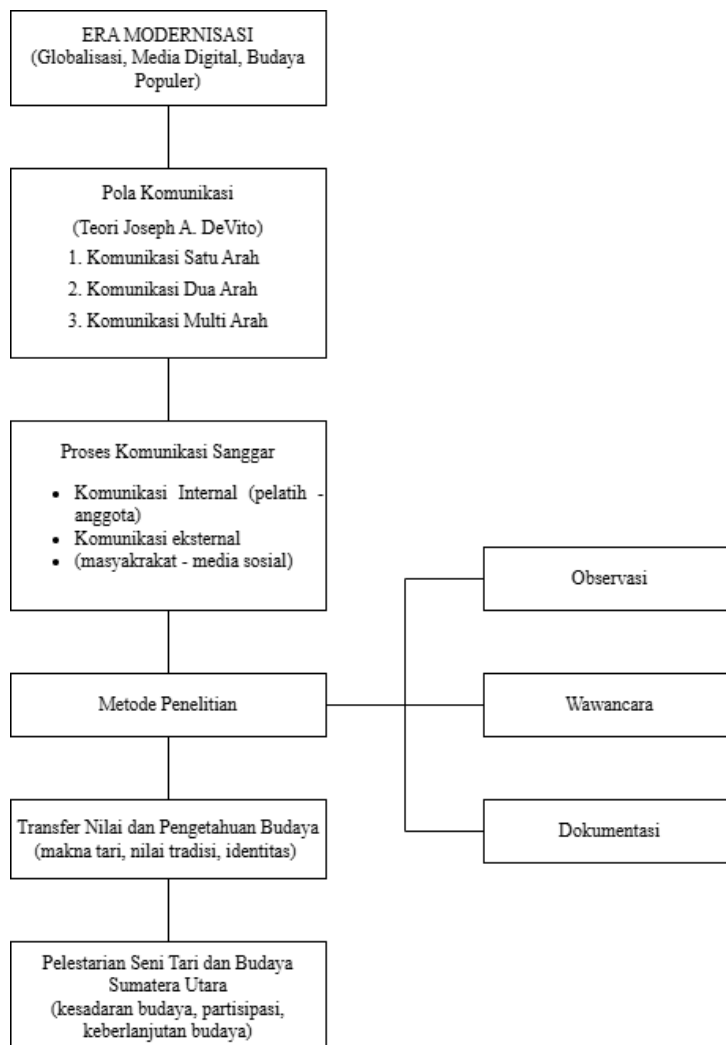 ERA MODERNISASI
(Globalisasi, Media Digital, Budaya
Populer)
Pola Komunikasi
(Teori Joseph A. DeVito)
1. Komunikasi Satu Arah
2. Komunikasi Dua Arah
3. Komunikasi Multi Arah
Proses Komunikasi Sanggar
• Komunikasi Internal (pelatih -
anggota)
• Komunikasi eksternal
• (masyakrakat - media sosial)
Observasi
Metode Penelitian
Wawancara
Dokumentasi
Transfer Nilai dan Pengetahuan Budaya
(makna tari, nilai tradisi, identitas)
Pelestarian Seni Tari dan Budaya
Sumatera Utara
(kesadaran budaya, partisipasi,
keberlanjutan budaya)